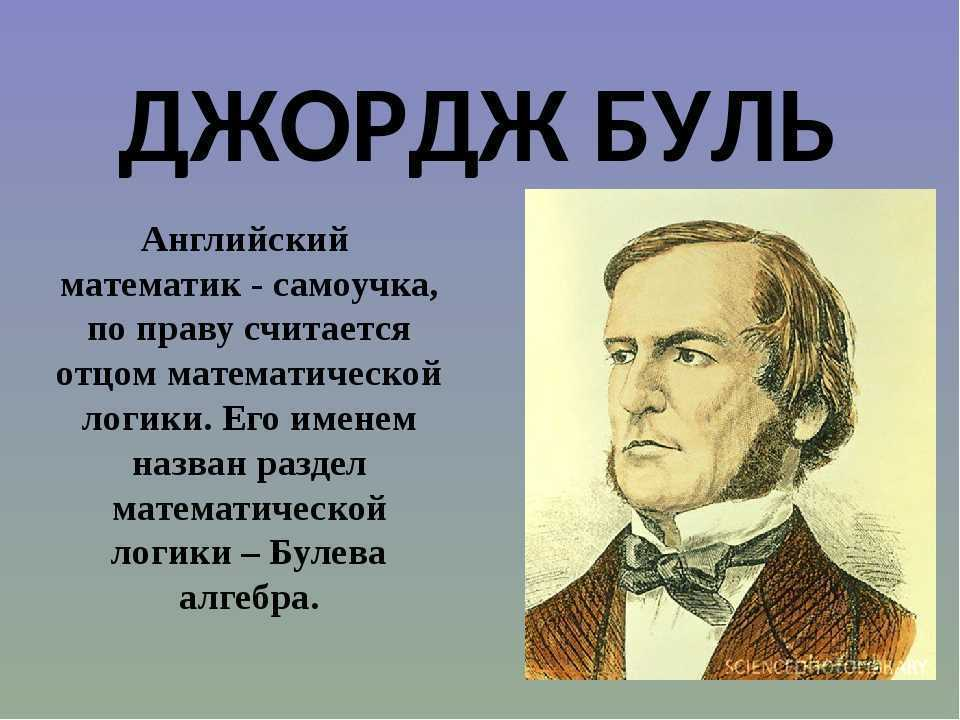 ДЖОРДЖ БУЛЬ
Английский
математик - самоучка,
по праву считается
отцом математической
логики. Его именем
назван раздел
математической
логики – Булева
алгебра.
SCIENCEPHOTOLIBRARY